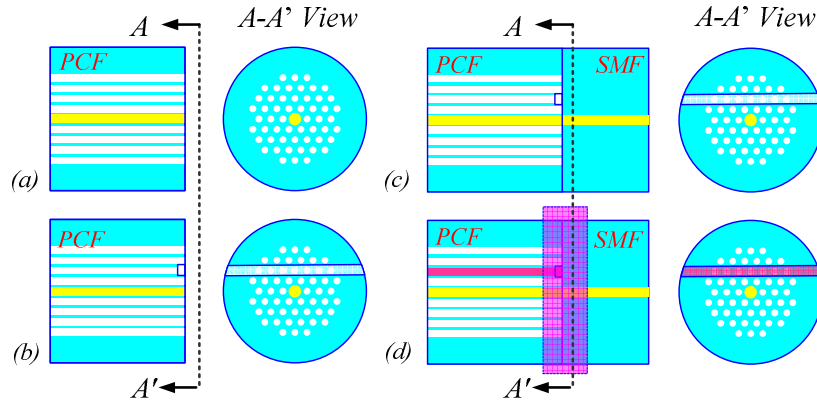 A A-A’ View
PCF
(a)
PCF
(b)
A'
A A-A’ View
PCF SMF
(c)
PCF SMF
(d)
A'